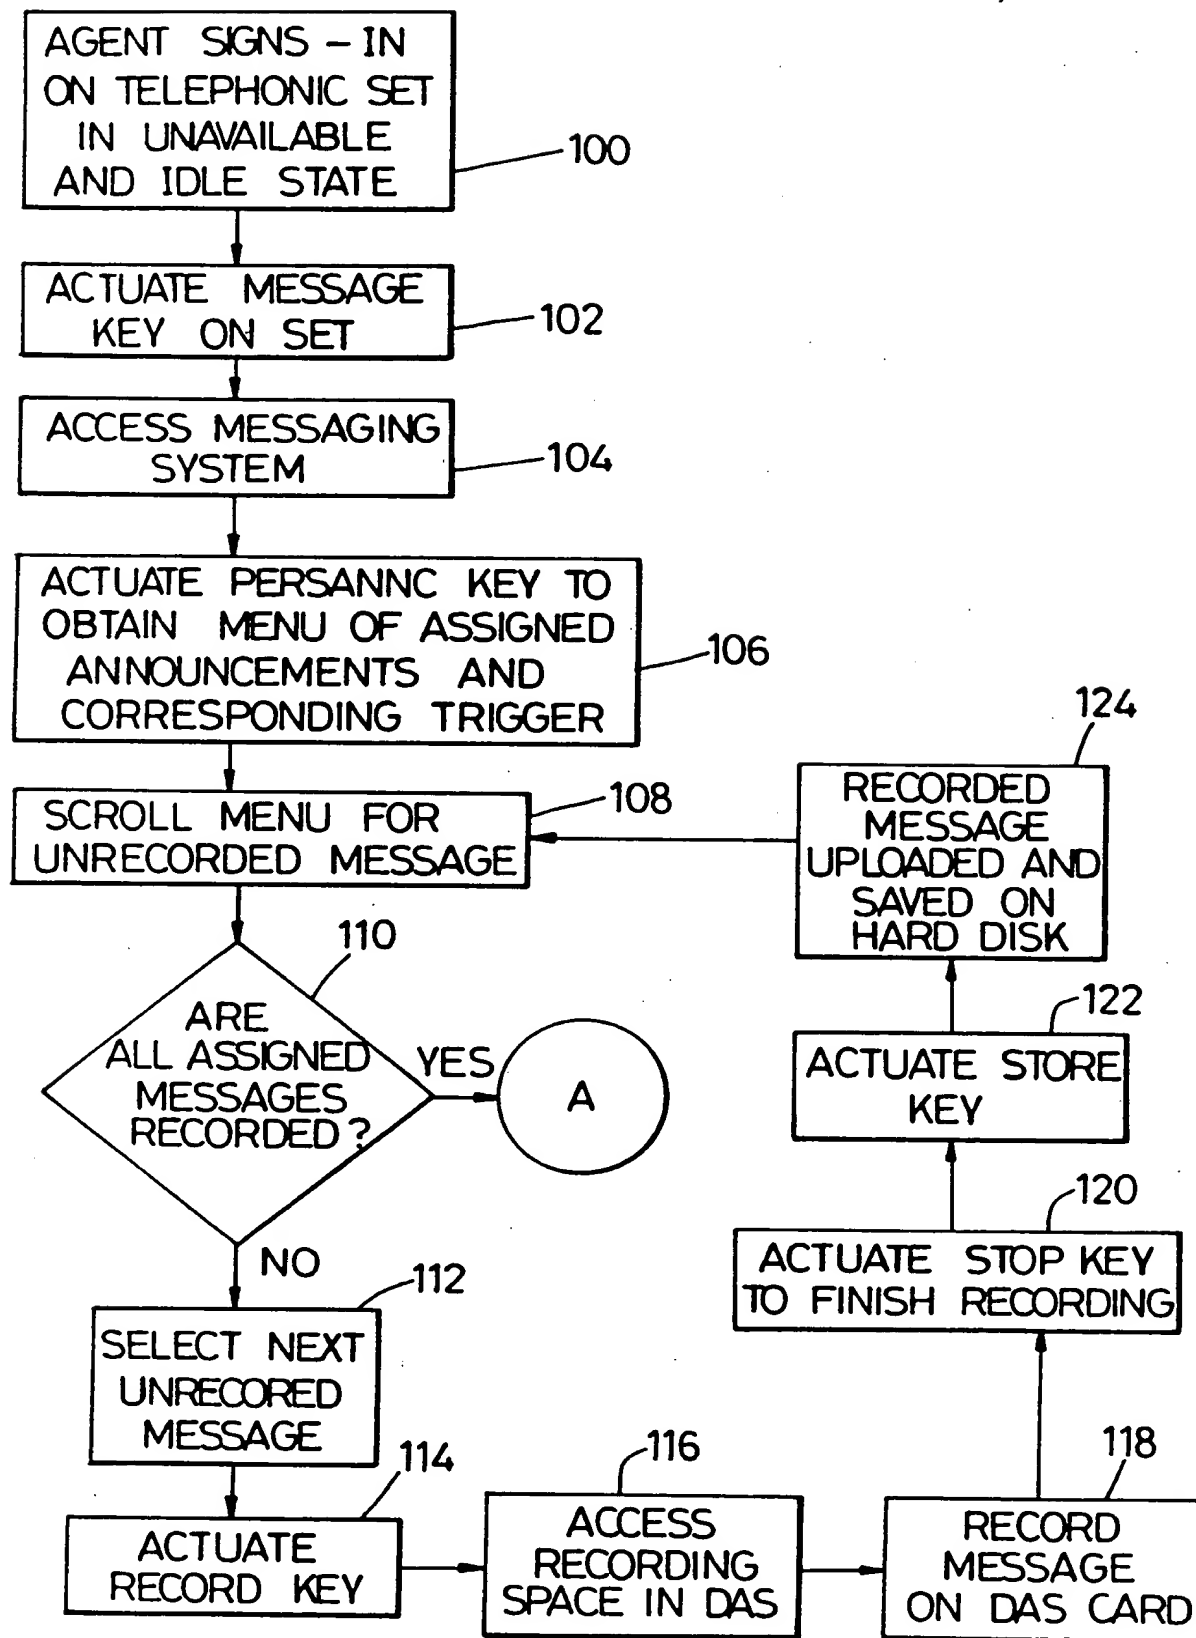 AGENT SIGNS - IN
ON TELEPHONIC SET
IN UNAVAILABLE
AND IDLE STATE
100
ACTUATE MESSAGE
KEY ON SET
102
ACCESS MESSAGING
SYSTEM
104
ACTUATE PERSANNC KEY TO
OBTAIN MENU OF ASSIGNED
ANNOUNCEMENTS AND
CORRESPONDING TRIGGER
106
SCROLL MENU FOR
UNRECORDED MESSAGE
108
ARE
ALL ASSIGNED
MESSAGES
RECORDED?
110
YES
A
NO
SELECT NEXT
UNRECORED
MESSAGE
112
ACTUATE
RECORD KEY
114
ACCESS
RECORDING
SPACE IN DAS
116
RECORD
MESSAGE
ON DAS CARD
118
ACTUATE STOP KEY
TO FINISH RECORDING
120
ACTUATE STORE
KEY
122
RECORDED
MESSAGE
UPLOADED AND
SAVED ON
HARD DISK
124